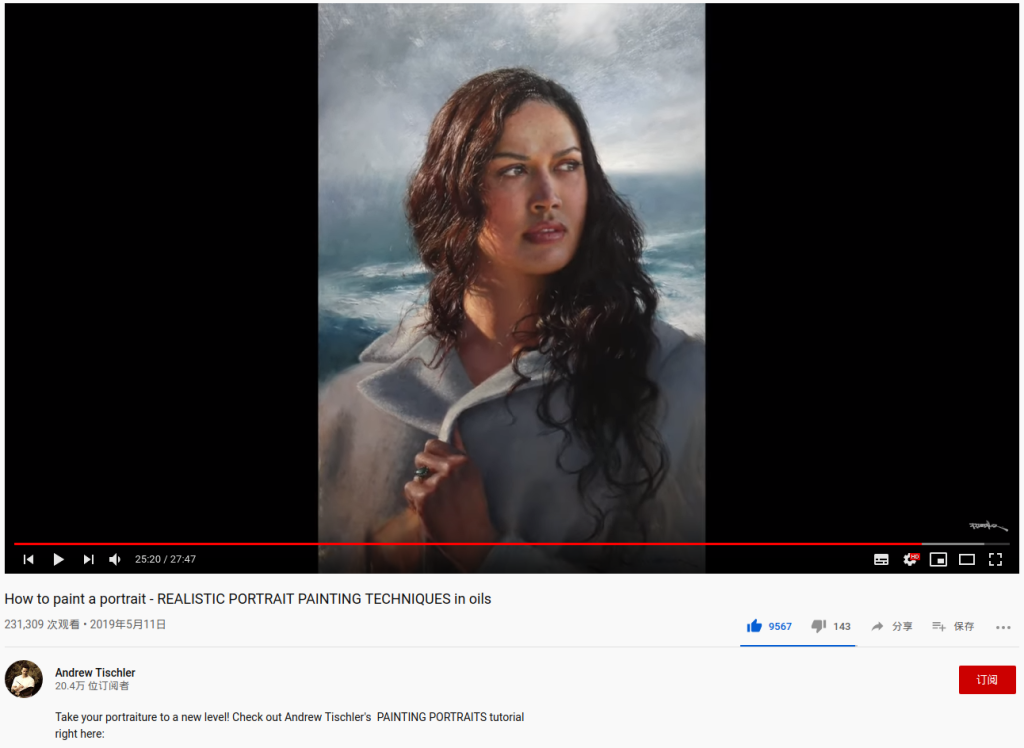 HD
25:20 / 27:47
How to paint a portrait - REALISTIC PORTRAIT PAINTING TECHNIQUES in oils
231,309 次观看 • 2019年5月11日
9567 143 分享 保存
Andrew Tischler
20.4万 位订阅者
订阅
Take your portraiture to a new level! Check out Andrew Tischler's  PAINTING PORTRAITS tutorial
right here: